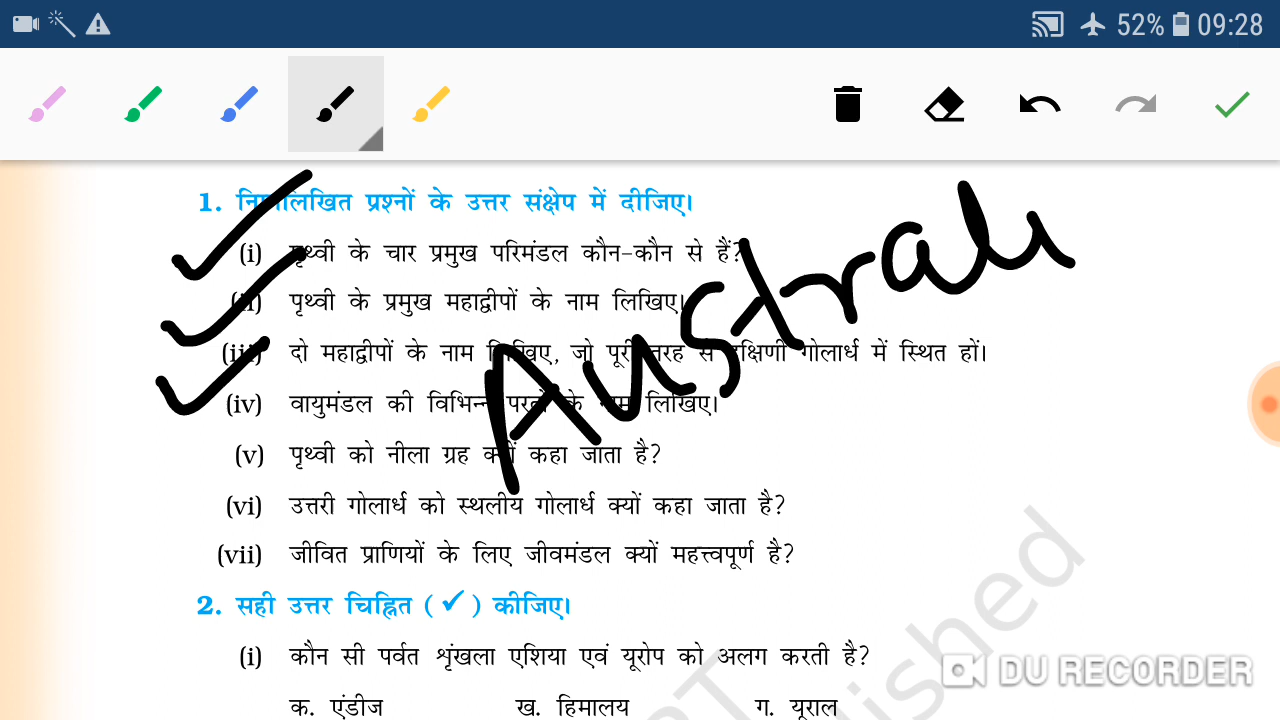 52% 09:28
1. निम्नलिखित प्रश्नों के उत्तर संक्षेप में दीजिए।
(i) पृथ्वी के चार प्रमुख परिमंडल कौन-कौन से हैं?
(ii) पृथ्वी के प्रमुख महाद्वीपों के नाम लिखिए।
(iii) दो महाद्वीपों के नाम लिखिए, जो पूरी तरह से दक्षिणी गोलार्ध में स्थित हों।
(iv) वायुमंडल की विभिन्न परतों के नाम लिखिए।
(v) पृथ्वी को नीला ग्रह क्यों कहा जाता है?
(vi) उत्तरी गोलार्ध को स्थलीय गोलार्ध क्यों कहा जाता है?
(vii) जीवित प्राणियों के लिए जीवमंडल क्यों महत्त्वपूर्ण है?
2. सही उत्तर चिह्नित (✓) कीजिए।
(i) कौन सी पर्वत शृंखला एशिया एवं यूरोप को अलग करती है?
क. एंडीज ख. हिमालय ग. यूराल
DU RECORDER